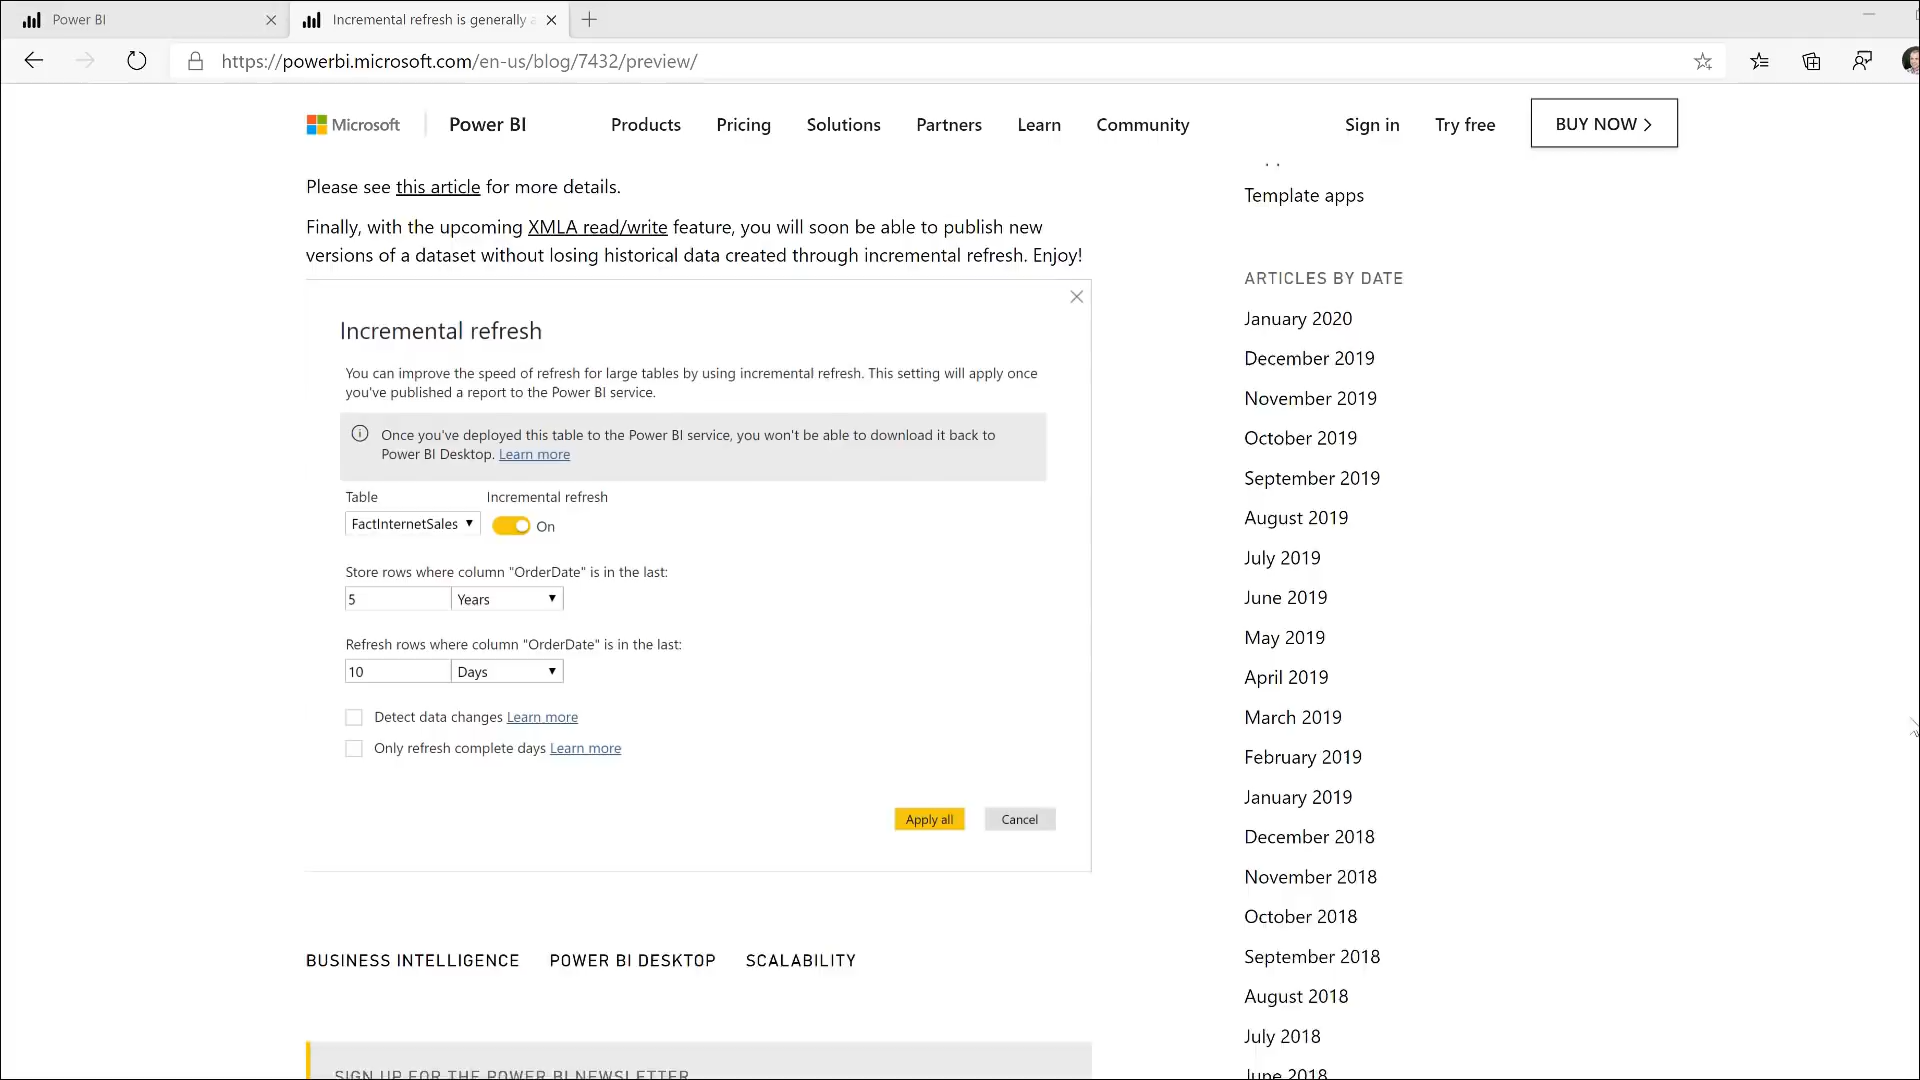 Power BI
Incremental refresh is generally
https://powerbi.microsoft.com/en-us/blog/7432/preview/
Microsoft
Power BI
Products
Pricing
Solutions
Partners
Learn
Community
Sign in
Try free
BUY NOW >
Please see this article for more details.
Finally, with the upcoming XMLA read/write feature, you will soon be able to publish new
versions of a dataset without losing historical data created through incremental refresh. Enjoy!
Incremental refresh
You can improve the speed of refresh for large tables by using incremental refresh. This setting will apply once
you've published a report to the Power BI service.
Once you've deployed this table to the Power BI service, you won't be able to download it back to
Power BI Desktop. Learn more
Table
Incremental refresh
FactInternetSales
On
Store rows where column "OrderDate" is in the last:
5
Years
Refresh rows where column "OrderDate" is in the last:
10
Days
Detect data changes Learn more
Only refresh complete days Learn more
Apply all
Cancel
BUSINESS INTELLIGENCE
POWER BI DESKTOP
SCALABILITY
SIGN UP FOR THE POWER BI NEWSLETTER
Template apps
ARTICLES BY DATE
January 2020
December 2019
November 2019
October 2019
September 2019
August 2019
July 2019
June 2019
May 2019
April 2019
March 2019
February 2019
January 2019
December 2018
November 2018
October 2018
September 2018
August 2018
July 2018
June 2018